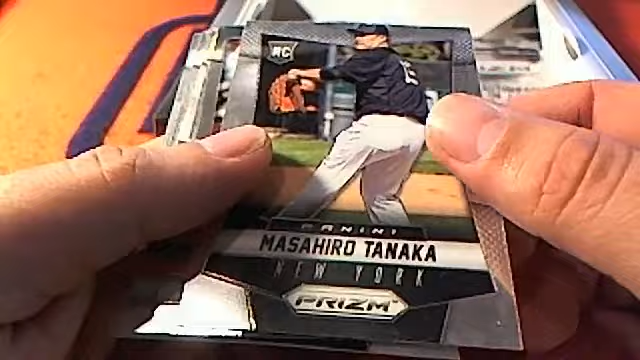 RC
PANINI
MASAHIRO TANAKA
NEW YORK
PRIZM